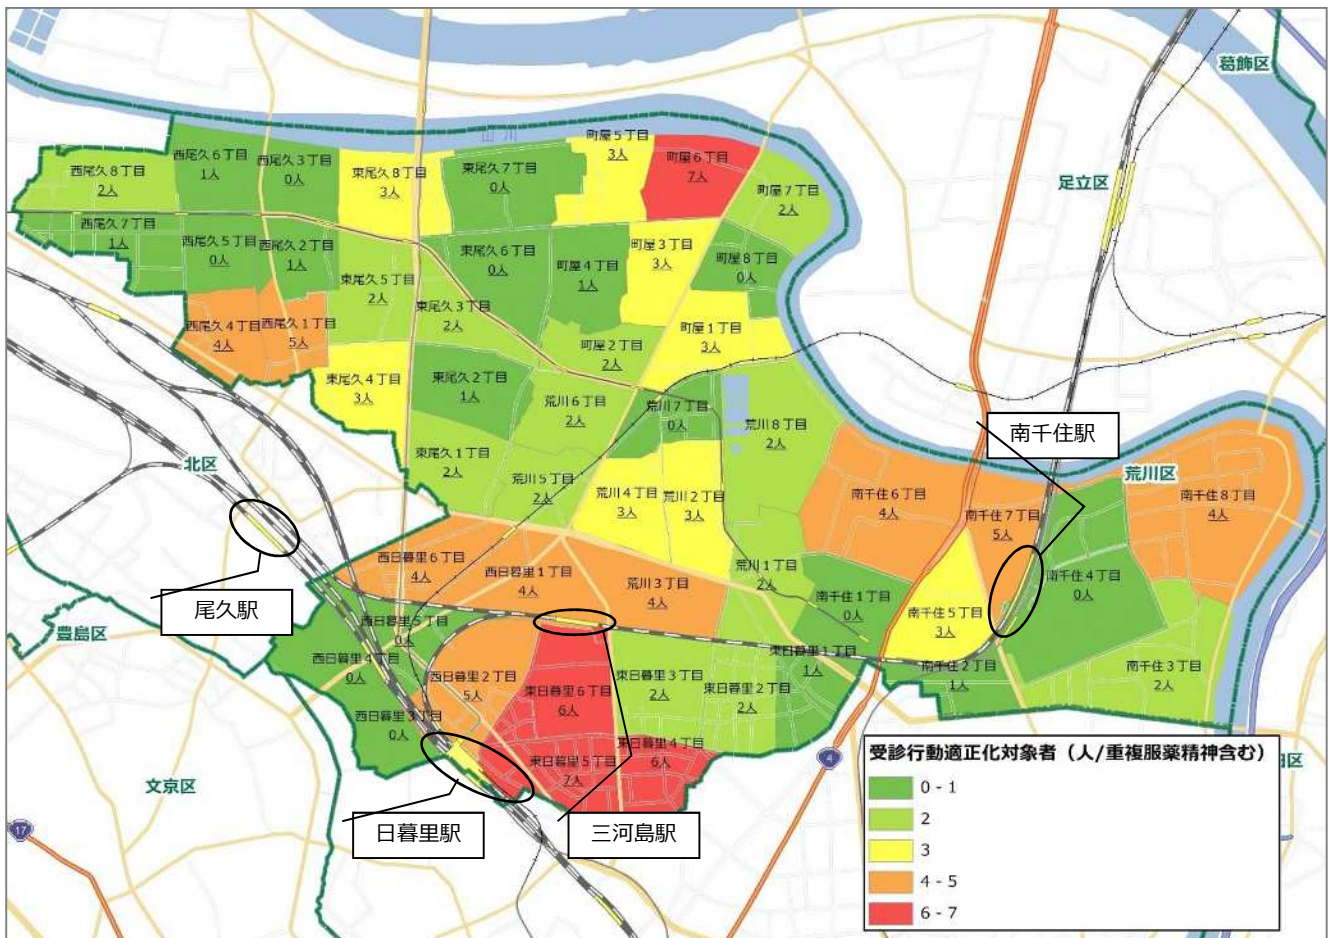 葛飾区
足立区
町屋５丁目
3人
町屋６丁目
7人
西尾久６丁目
1人
西尾久３丁目
0人
西尾久８丁目
2人
東尾久８丁目
3人
東尾久７丁目
0人
町屋７丁目
2人
西尾久７丁目
1人
西尾久５丁目
0人
西尾久２丁目
1人
東尾久６丁目
0人
町屋４丁目
1人
町屋３丁目
3人
町屋８丁目
0人
東尾久５丁目
2人
東尾久３丁目
2人
西尾久４丁目
4人
西尾久１丁目
5人
町屋１丁目
3人
町屋２丁目
2人
東尾久４丁目
3人
東尾久２丁目
1人
荒川６丁目
2人
荒川７丁目
0人
荒川８丁目
2人
南千住駅
東尾久１丁目
2人
荒川５丁目
2人
荒川４丁目
3人
荒川２丁目
3人
北区
荒川区
南千住６丁目
4人
南千住７丁目
5人
南千住８丁目
4人
西日暮里６丁目
4人
西日暮里１丁目
4人
荒川３丁目
4人
荒川１丁目
2人
南千住１丁目
0人
南千住４丁目
0人
南千住５丁目
3人
尾久駅
豊島区
西日暮里５丁目
0人
西日暮里４丁目
0人
西日暮里２丁目
5人
東日暮里６丁目
6人
東日暮里３丁目
2人
東日暮里２丁目
2人
東日暮里１丁目
1人
南千住２丁目
1人
南千住３丁目
2人
西日暮里３丁目
0人
東日暮里５丁目
7人
東日暮里４丁目
6人
文京区
日暮里駅
三河島駅
4
17
区
受診行動適正化対象者（人/重複服薬精神含む）
0 - 1
2
3
4 - 5
6 - 7